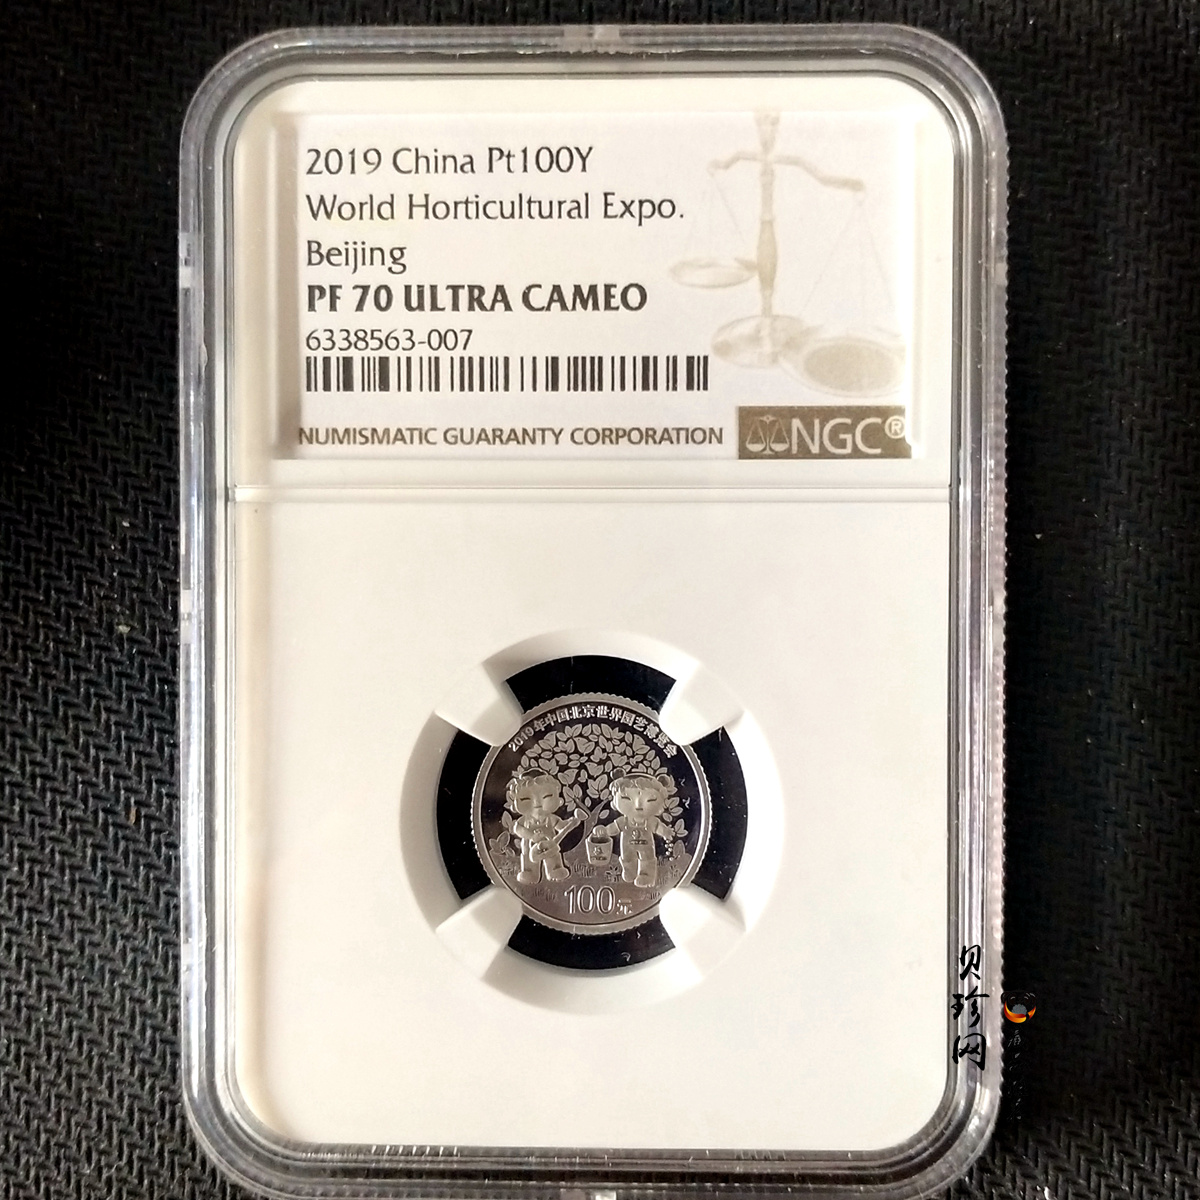 2019 China Pt100Y
World Horticultural Expo.
Beijing
PF 70 ULTRA CAMEO
6338563-007
NUMISMATIC GUARANTY CORPORATION
NGC®
2019年中国北京世界园艺博览会
100元
贝珍网